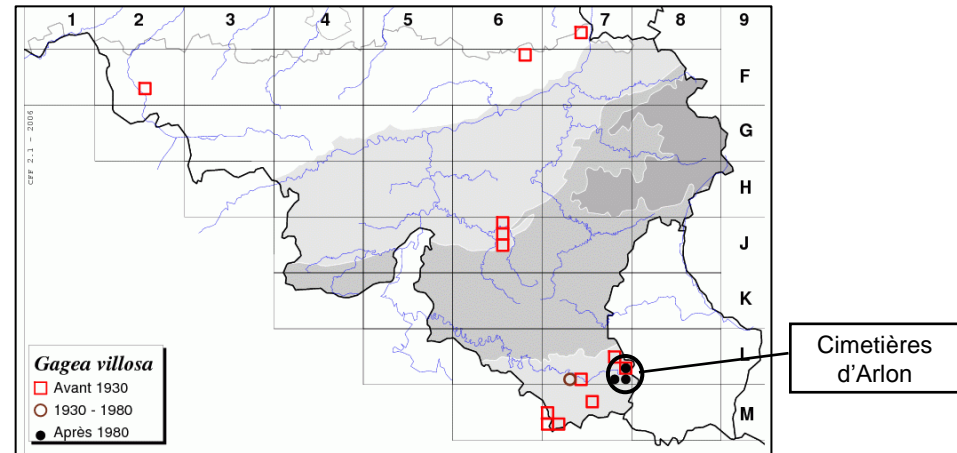 1 2 3 4 5 6 7 8 9
F
G
H
J
K
L
M
CFF 2.1 - 2006
Gagea villosa
Avant 1930
1930 - 1980
Après 1980
Cimetières
d'Arlon